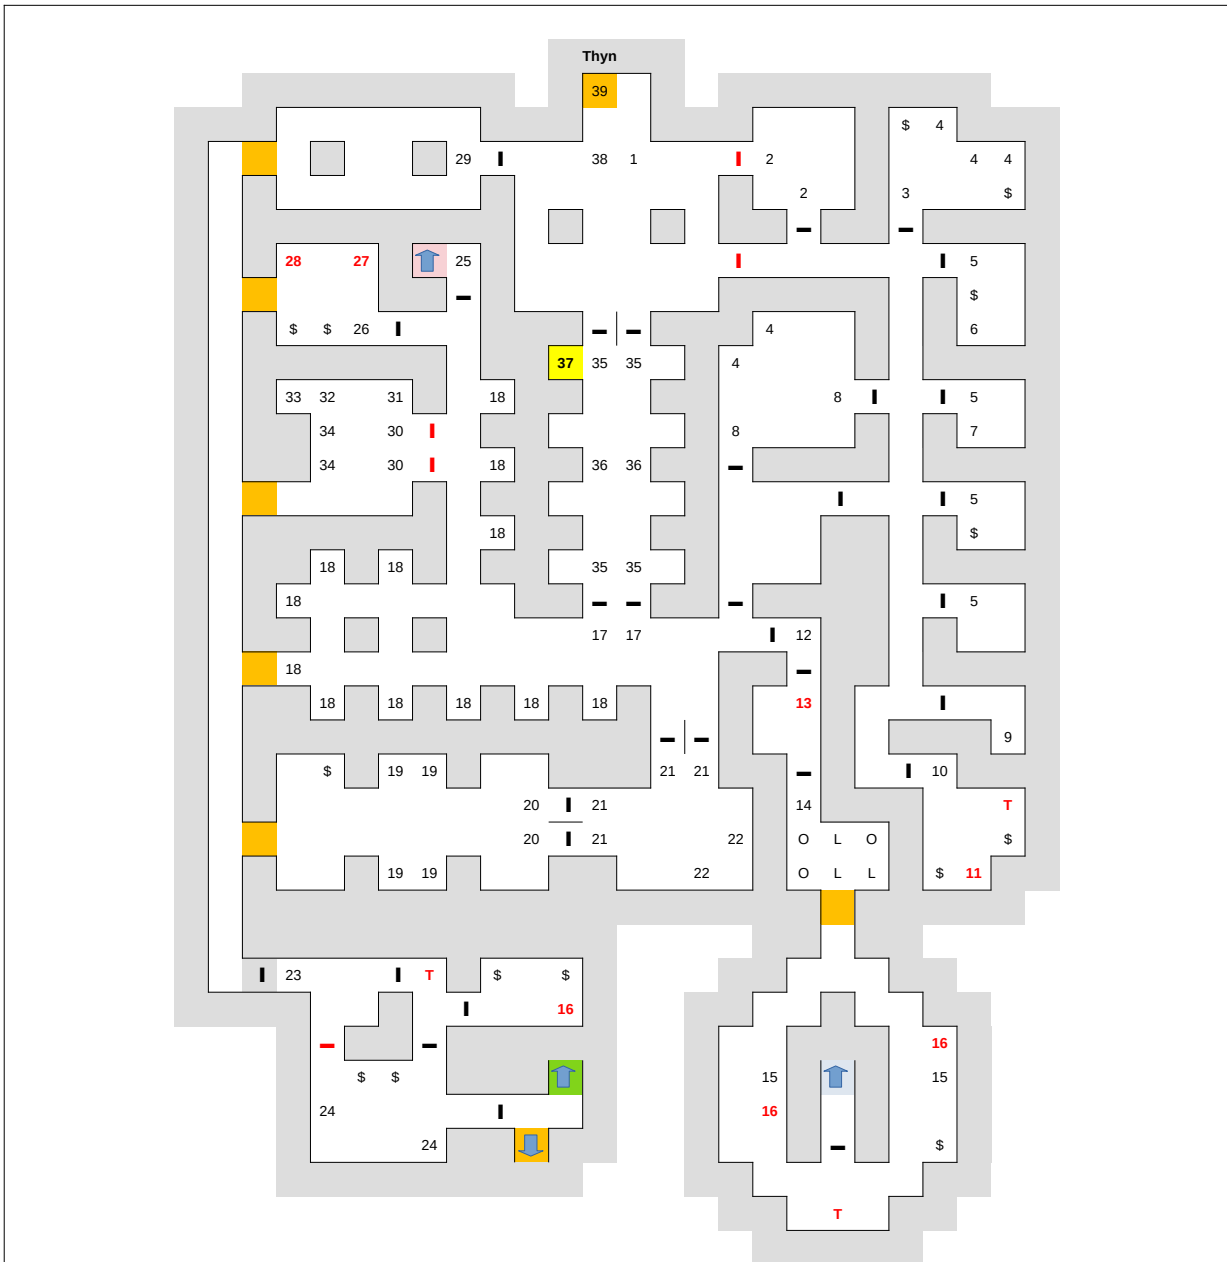 Thyn
39
$ 4
29 38 1 2 4 4
2 3 $
28 27 25 5
$
$ $ 26 4 6
37 35 35 4
33 32 31 18 8 5
34 30 8 7
34 30 18 36 36
5
18 $
18 18 35 35
18 5
17 17 12
18
18 18 18 18 18 13
9
$ 19 19 21 21 10
20 21 14 T
20 21 22 O L O $
19 19 22 O L L $ 11
23 T $ $
16
16
$ $ 15 15
24 16
24 $
T